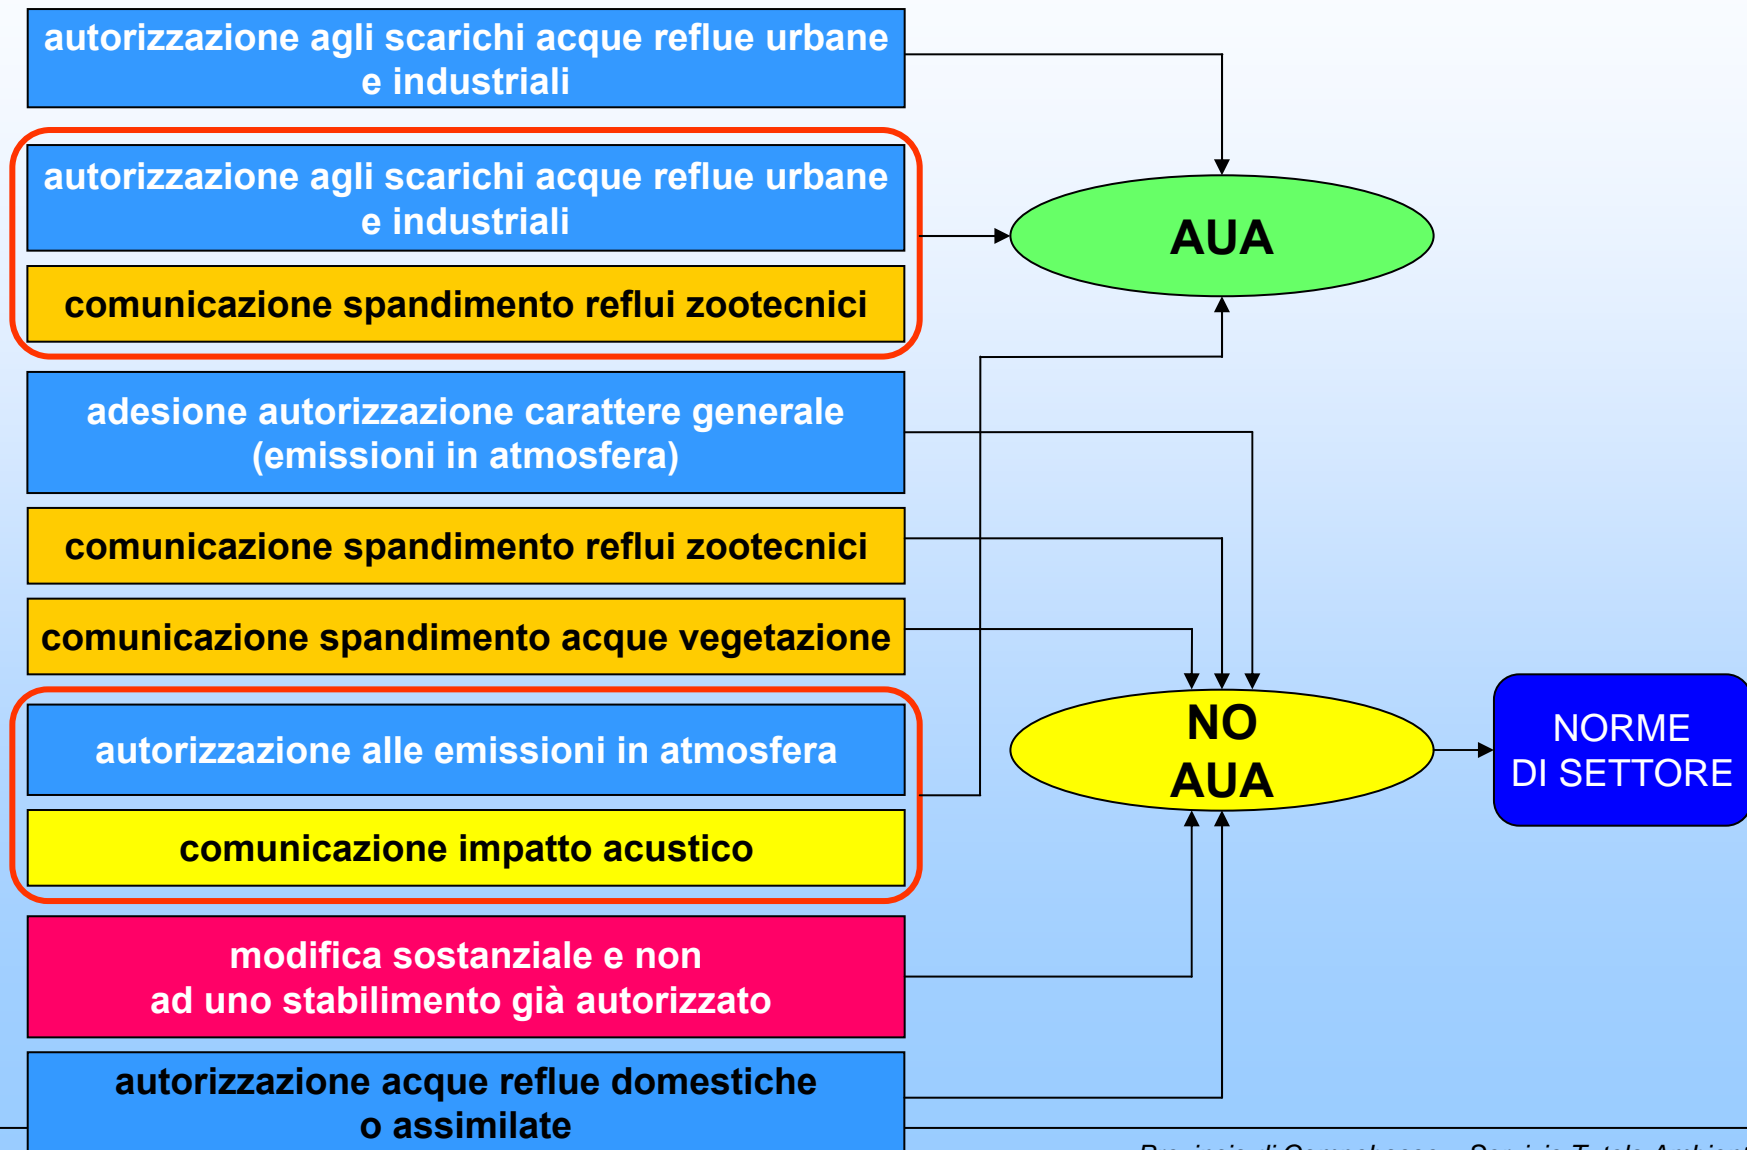 autorizzazione agli scarichi acque reflue urbane
e industriali
autorizzazione agli scarichi acque reflue urbane
e industriali
comunicazione spandimento reflui zootecnici
AUA
adesione autorizzazione carattere generale
(emissioni in atmosfera)
comunicazione spandimento reflui zootecnici
comunicazione spandimento acque vegetazione
autorizzazione alle emissioni in atmosfera
comunicazione impatto acustico
NO
AUA
NORME
DI SETTORE
modifica sostanziale e non
ad uno stabilimento già autorizzato
autorizzazione acque reflue domestiche
o assimilate